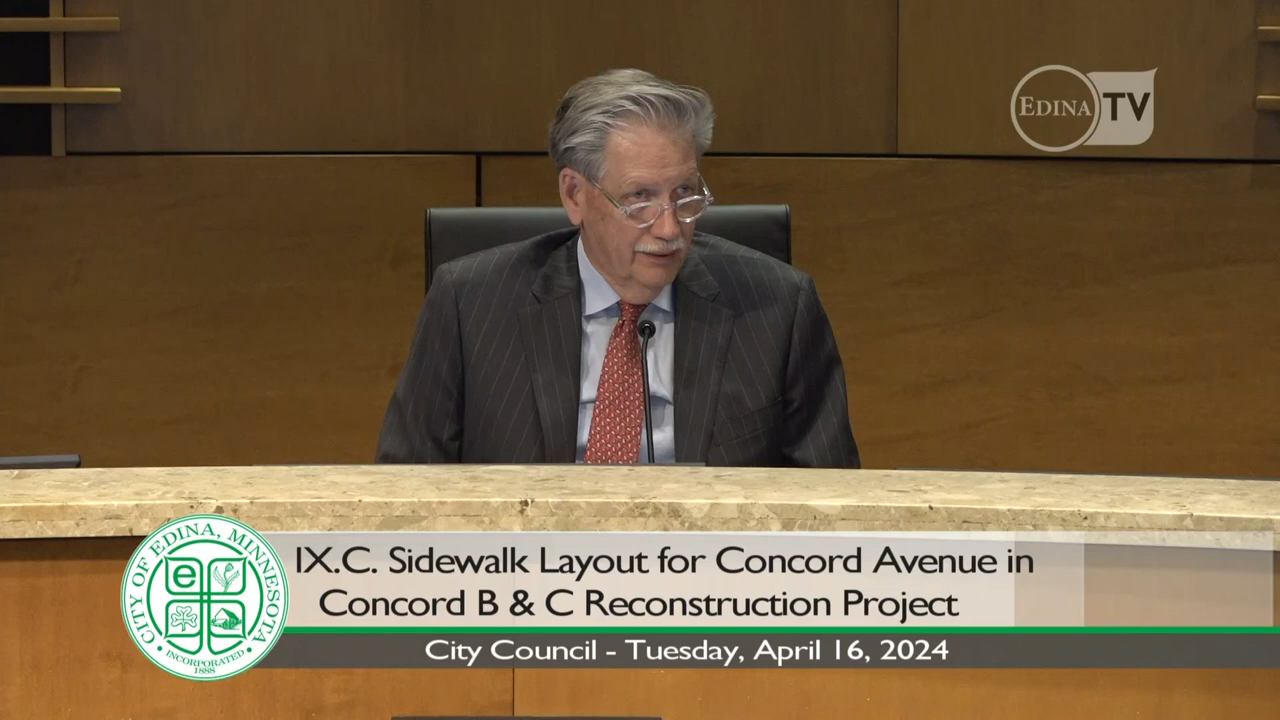 EDINA TV
IX.C. Sidewalk Layout for Concord Avenue in
Concord B & C Reconstruction Project
City Council - Tuesday, April 16, 2024
CITY OF EDINA, MINNESOTA
e
INCORPORATED
1888